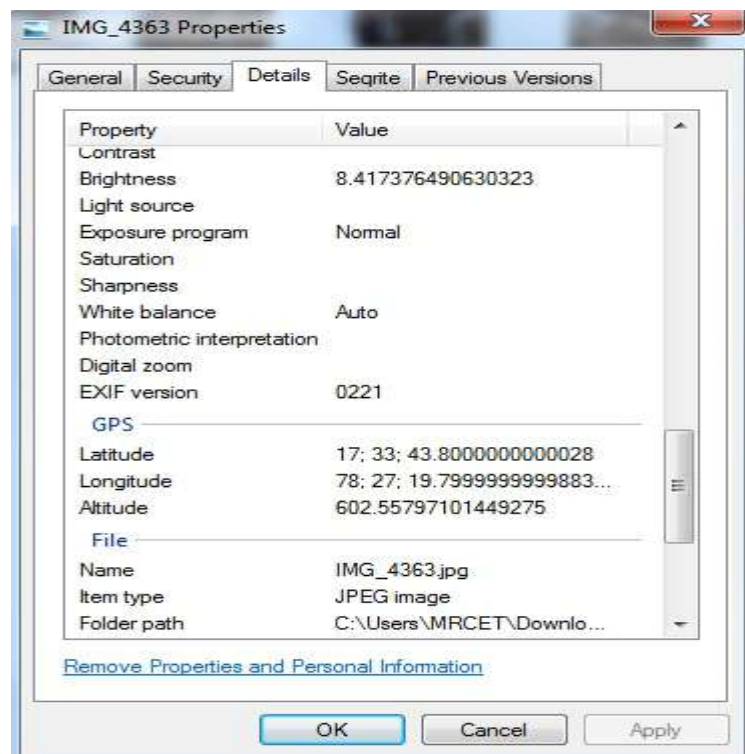 IMG_4363 Properties
General Security Details Seqrite Previous Versions
Property Value
Contrast
Brightness 8.417376490630323
Light source
Exposure program Normal
Saturation
Sharpness
White balance Auto
Photometric interpretation
Digital zoom
EXIF version 0221
GPS
Latitude 17; 33; 43.8000000000028
Longitude 78; 27; 19.7999999999883...
Altitude 602.55797101449275
File
Name IMG_4363.jpg
Item type JPEG image
Folder path C:\Users\MRCET\Downlo...
Remove Properties and Personal Information
OK Cancel Apply